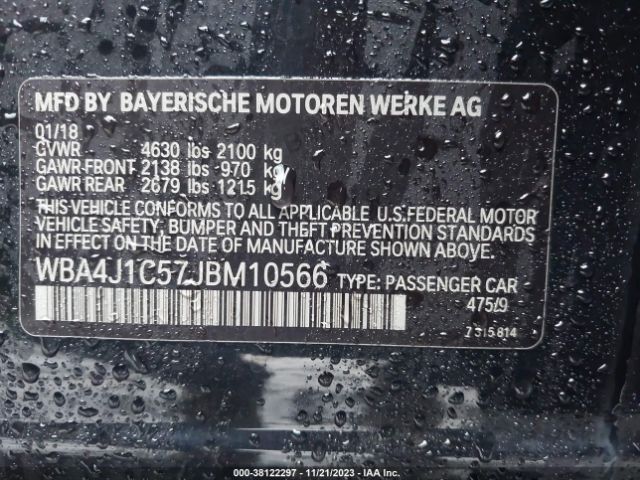 MFD BY BAYERISCHE MOTOREN WERKE AG
01/18
GVWR 4630 lbs 2100 kg
GAWR-FRONT 2138 lbs 970 kg
GAWR REAR 2679 lbs 1215 kg
THIS VEHICLE CONFORMS TO ALL APPLICABLE U.S.FEDERAL MOTOR
VEHICLE SAFETY, BUMPER AND THEFT PREVENTION STANDARDS
IN EFFECT ON THE DATE OF MANUFACTURE SHOWN ABOVE.
WBA4J1C57JBM10566 TYPE: PASSENGER CAR
475/9
7 315 814
000-38122297 - 11/21/2023 - IAA Inc.